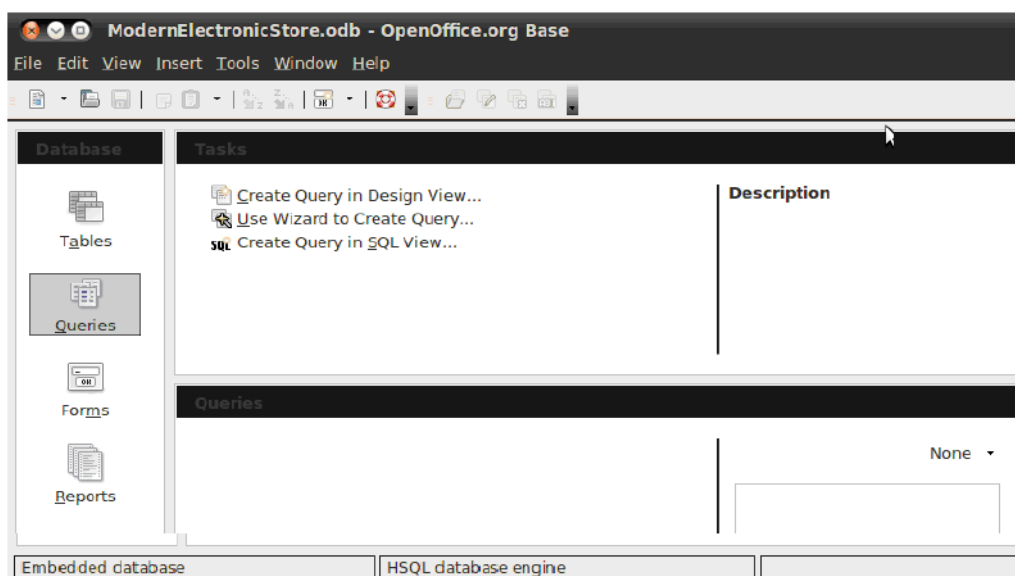 ModernElectronicStore.odb - OpenOffice.org Base
File Edit View Insert Tools Window Help
Database
Tasks
Create Query in Design View...
Use Wizard to Create Query...
SQL Create Query in SQL View...
Description
Tables
Queries
Forms
Reports
Queries
None
Embedded database
HSQL database engine